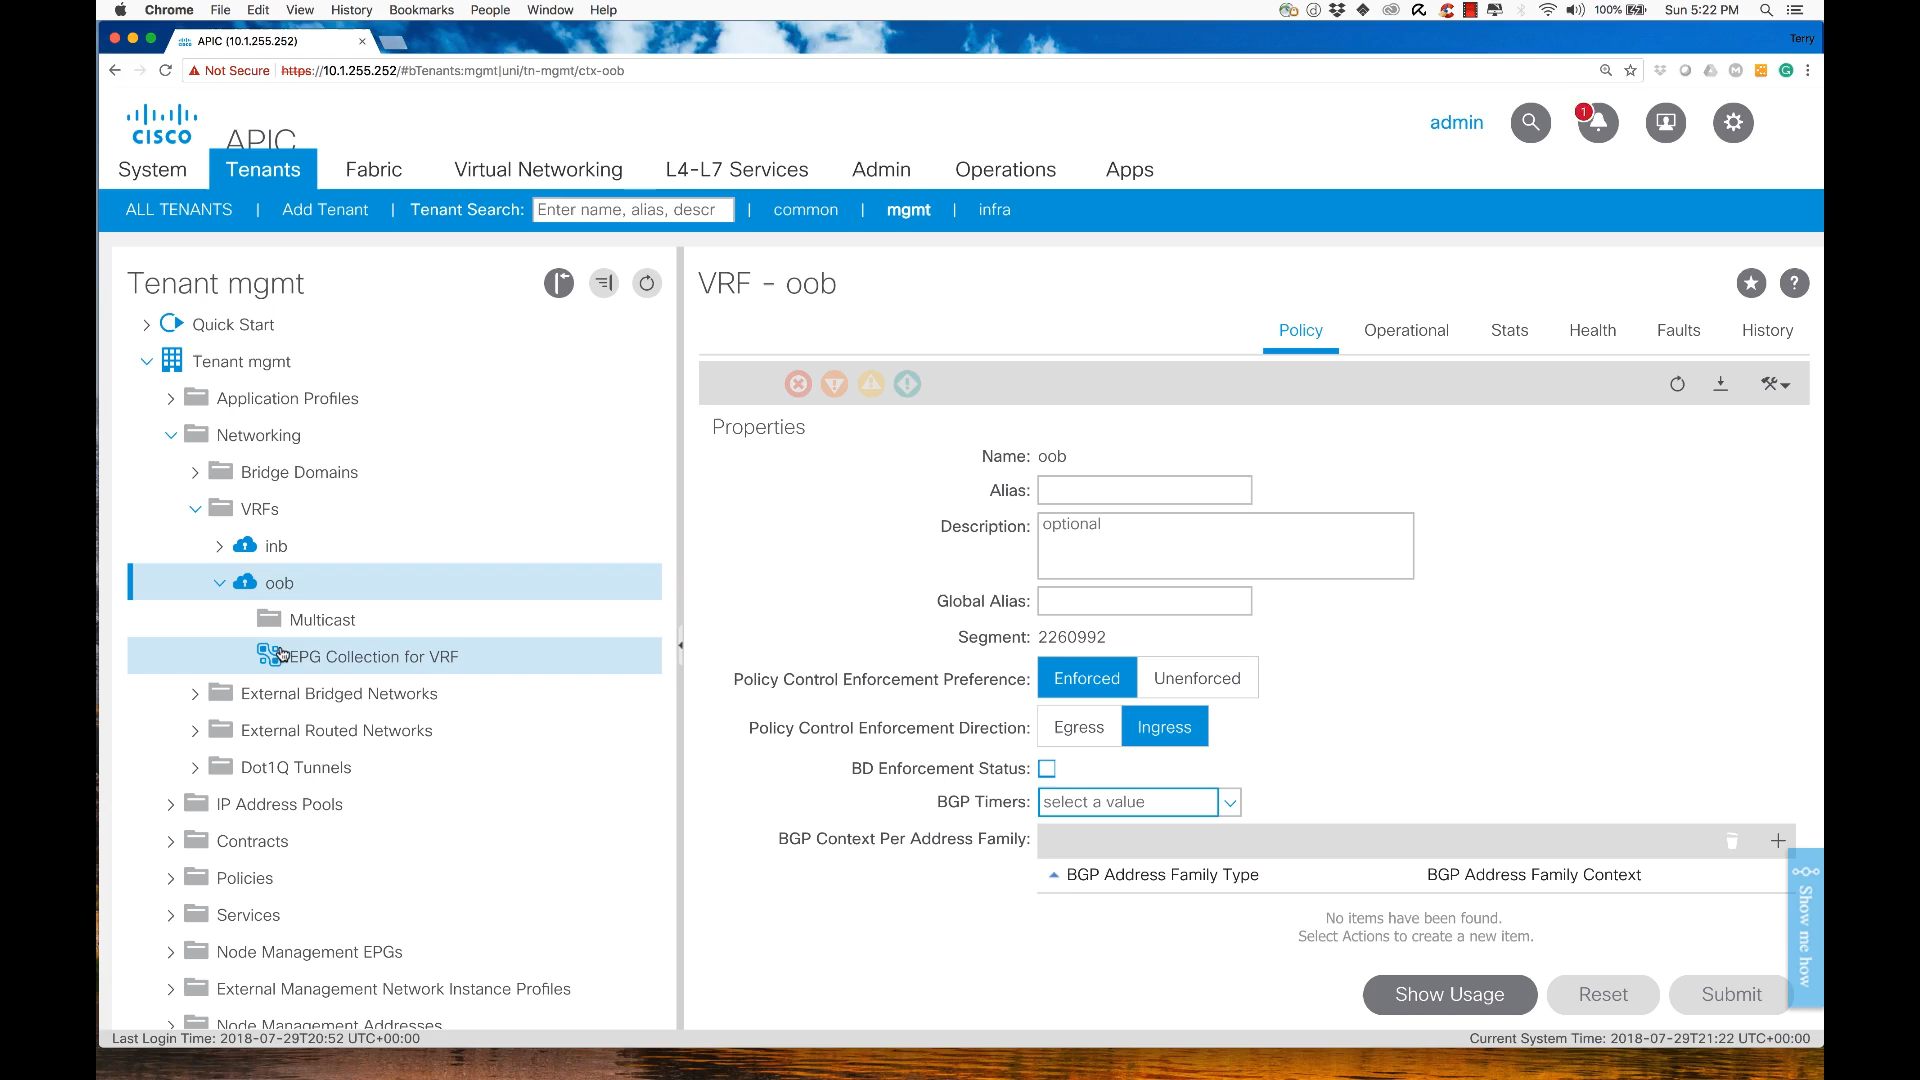 Chrome File Edit View History Bookmarks People Window Help 100% Sun 5:22 PM
APIC (10.1.255.252) Terry
Not Secure https://10.1.255.252/#bTenants:mgmt|uni/tn-mgmt/ctx-oob
CISCO APIC admin 1
System Tenants Fabric Virtual Networking L4-L7 Services Admin Operations Apps
ALL TENANTS | Add Tenant | Tenant Search: Enter name, alias, descr | common | mgmt | infra
Tenant mgmt
Quick Start
Tenant mgmt
Application Profiles
Networking
Bridge Domains
VRFs
inb
oob
Multicast
EPG Collection for VRF
External Bridged Networks
External Routed Networks
Dot1Q Tunnels
IP Address Pools
Contracts
Policies
Services
Node Management EPGs
External Management Network Instance Profiles
Node Management Addresses
VRF - oob
Policy Operational Stats Health Faults History
Properties
Name: oob
Alias:
Description: optional
Global Alias:
Segment: 2260992
Policy Control Enforcement Preference: Enforced Unenforced
Policy Control Enforcement Direction: Egress Ingress
BD Enforcement Status:
BGP Timers: select a value
BGP Context Per Address Family:
BGP Address Family Type BGP Address Family Context
No items have been found.
Select Actions to create a new item.
Show me how
Show Usage Reset Submit
Last Login Time: 2018-07-29T20:52 UTC+00:00 Current System Time: 2018-07-29T21:22 UTC+00:00